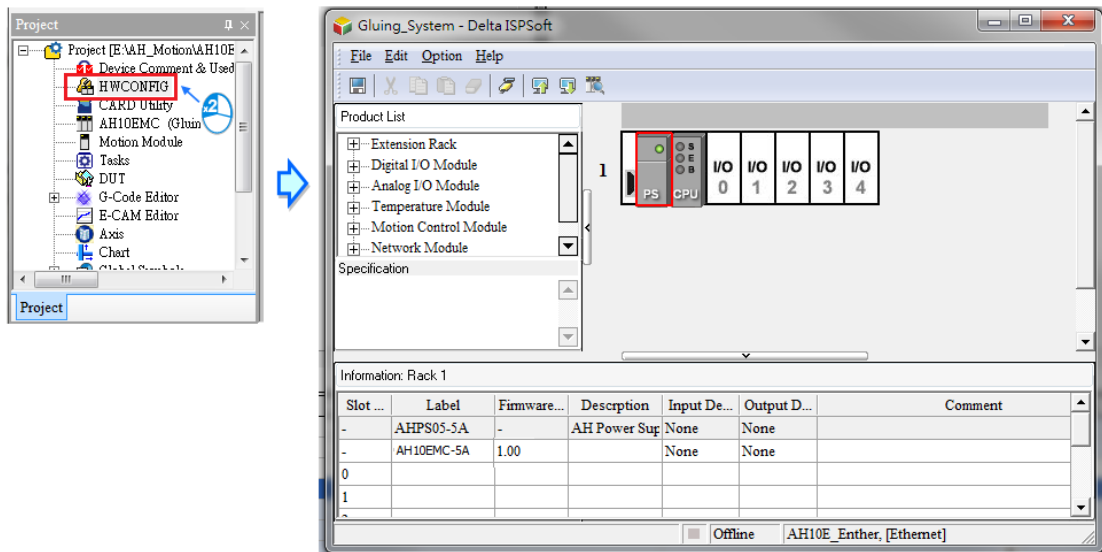 Project
Project [E:\AH_Motion\AH10E
Device Comment & Used
HWCONFIG
CARD Utility
x2
AH10EMC (Gluin
Motion Module
Tasks
DUT
G-Code Editor
E-CAM Editor
Axis
Chart
Project
Gluing_System - Delta ISPSoft
File Edit Option Help
Product List
Extension Rack
Digital I/O Module
Analog I/O Module
Temperature Module
Motion Control Module
Network Module
Specification
1
PS
S
E
B
CPU
I/O I/O I/O I/O I/O
0 1 2 3 4
Information: Rack 1
Slot ... Label Firmware... Descrption Input De... Output D... Comment
- AHPS05-5A - AH Power Sup None None
- AH10EMC-5A 1.00 None None
0
1
Offline AH10E_Enther, [Ethernet]